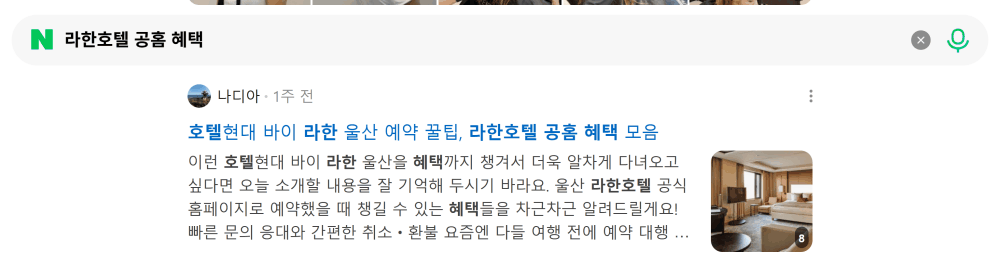 라한호텔 공홈 혜택
나디아 · 1주 전
호텔현대 바이 라한 울산 예약 꿀팁, 라한호텔 공홈 혜택 모음
이런 호텔현대 바이 라한 울산을 혜택까지 챙겨서 더욱 알차게 다녀오고
싶다면 오늘 소개할 내용을 잘 기억해 두시기 바라요. 울산 라한호텔 공식
홈페이지로 예약했을 때 챙길 수 있는 혜택들을 차근차근 알려드릴게요!
빠른 문의 응대와 간편한 취소 • 환불 요즘엔 다들 여행 전에 예약 대행 ...
8